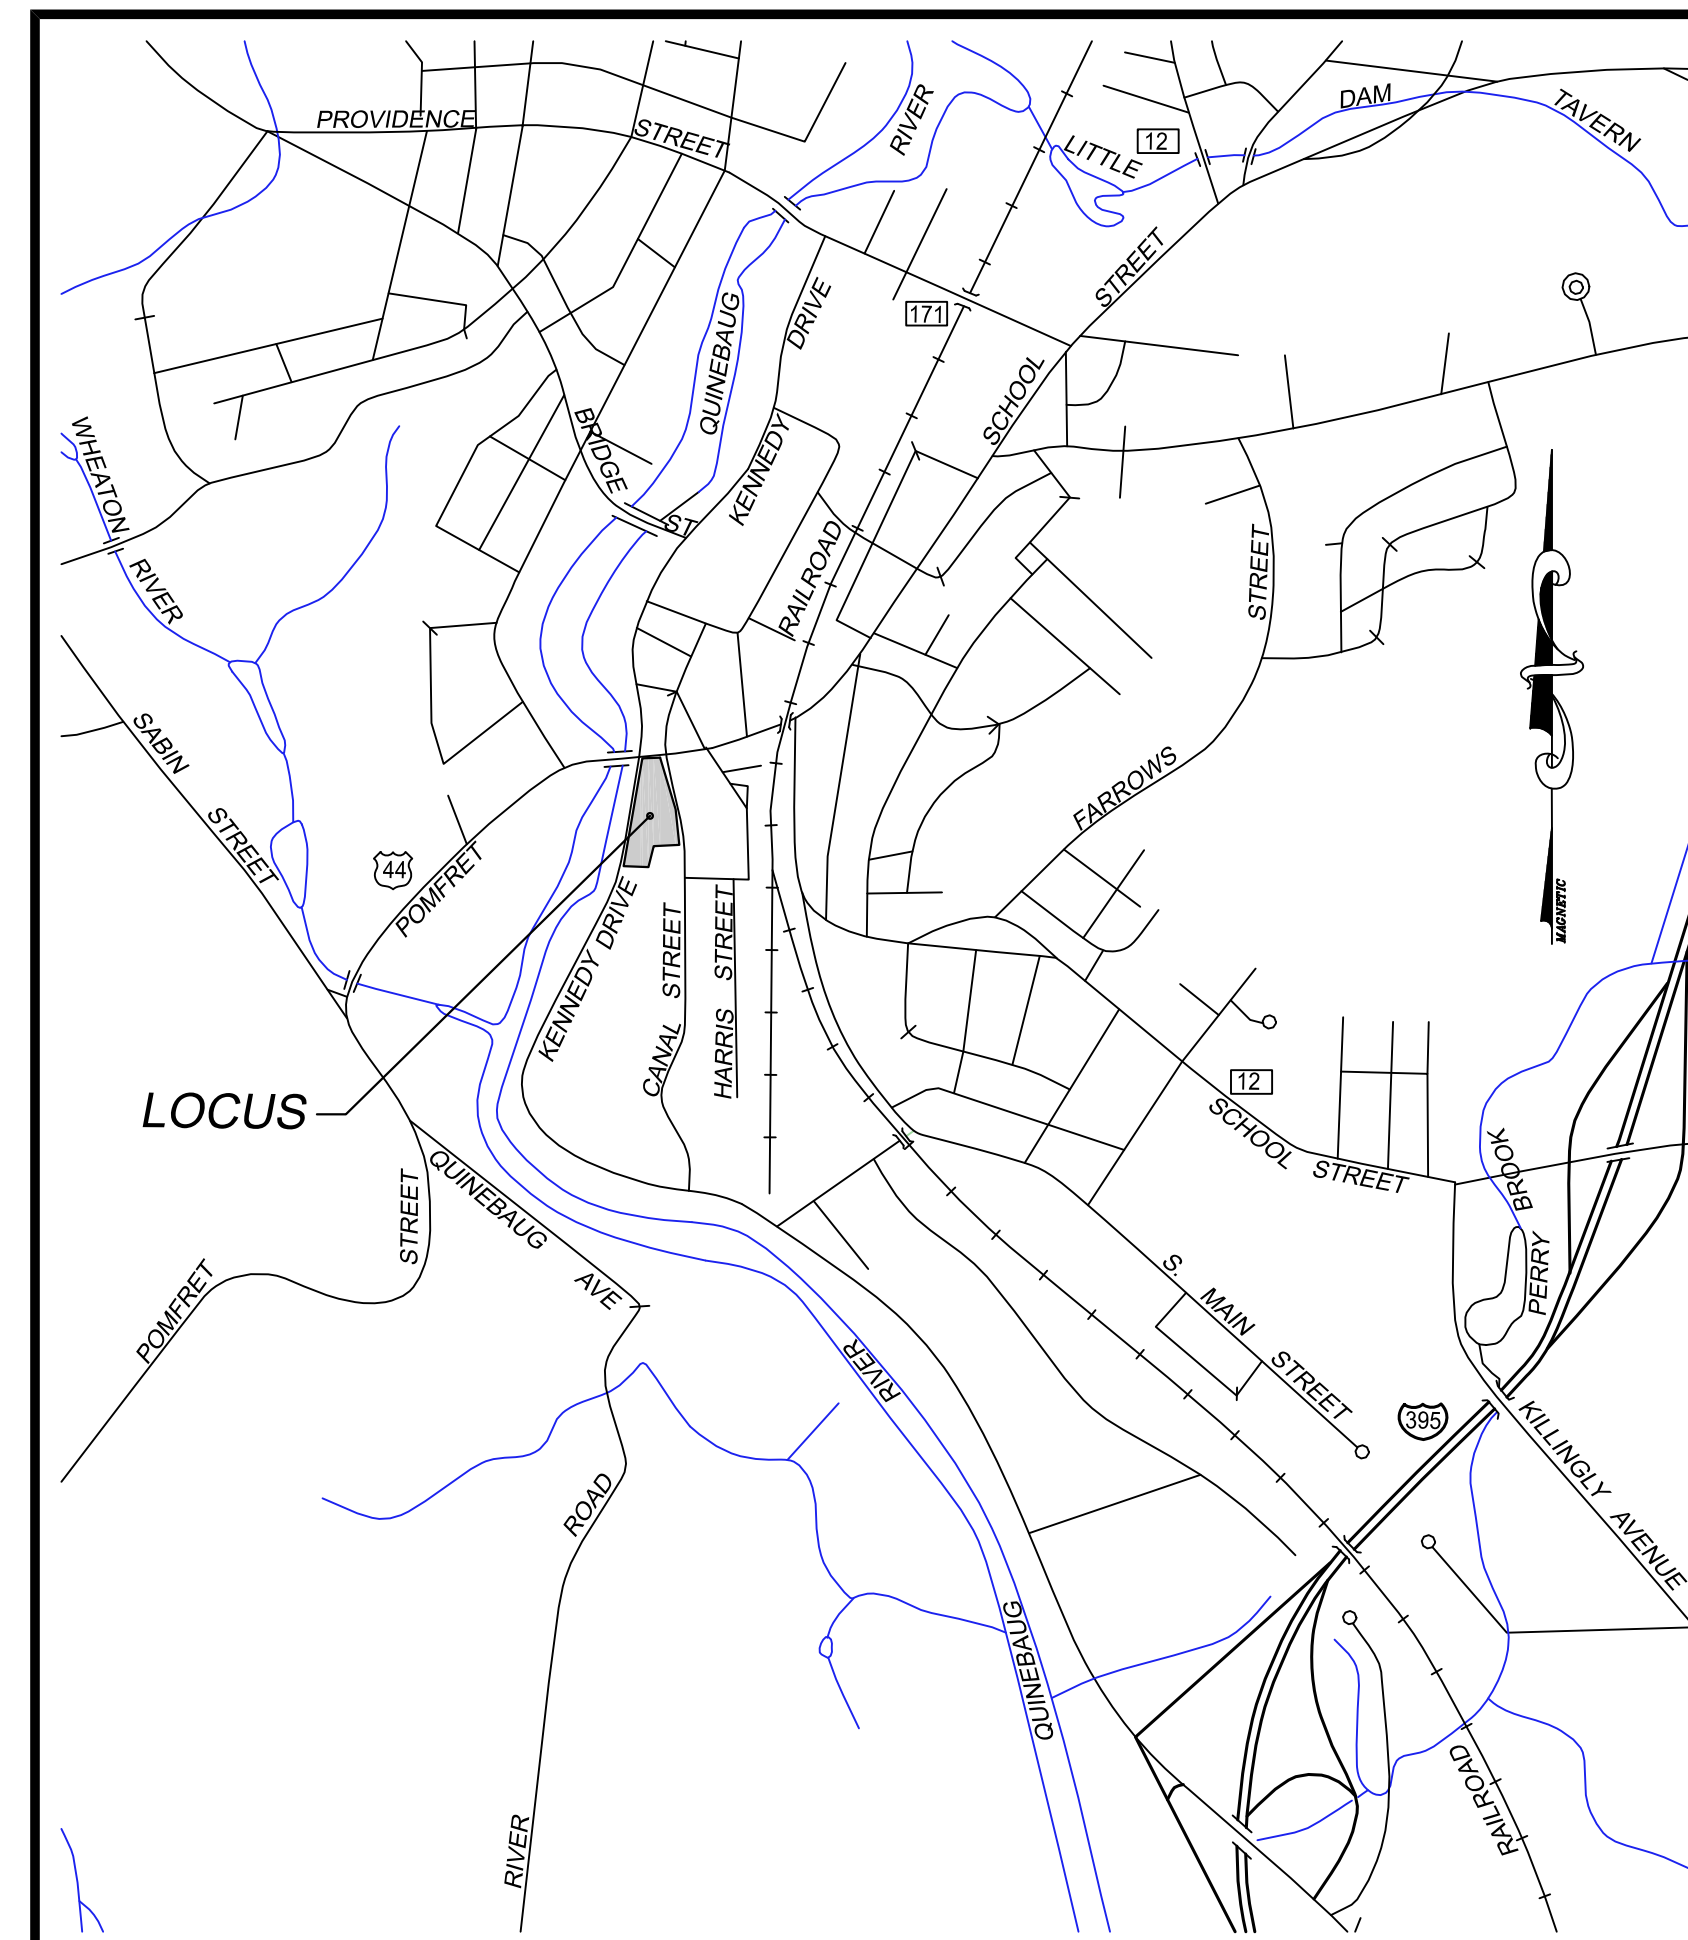 PROVIDENCE
STREET
RIVER
LITTLE
12
DAM
TAVERN
171
STREET
SCHOOL
QUINEBAUG
DRIVE
KENNEDY
BRIDGE
ST
RAILROAD
WHEATON
RIVER
SABIN
STREET
STREET
FARROWS
44
POMFRET
KENNEDY DRIVE
CANAL STREET
HARRIS STREET
MAGNETIC
LOCUS
12
SCHOOL STREET
PERRY BROOK
STREET
POMFRET
QUINEBAUG
AVE
S. MAIN STREET
RIVER
395
KILLINGLY AVENUE
ROAD
RIVER
QUINEBAUG
RAILROAD